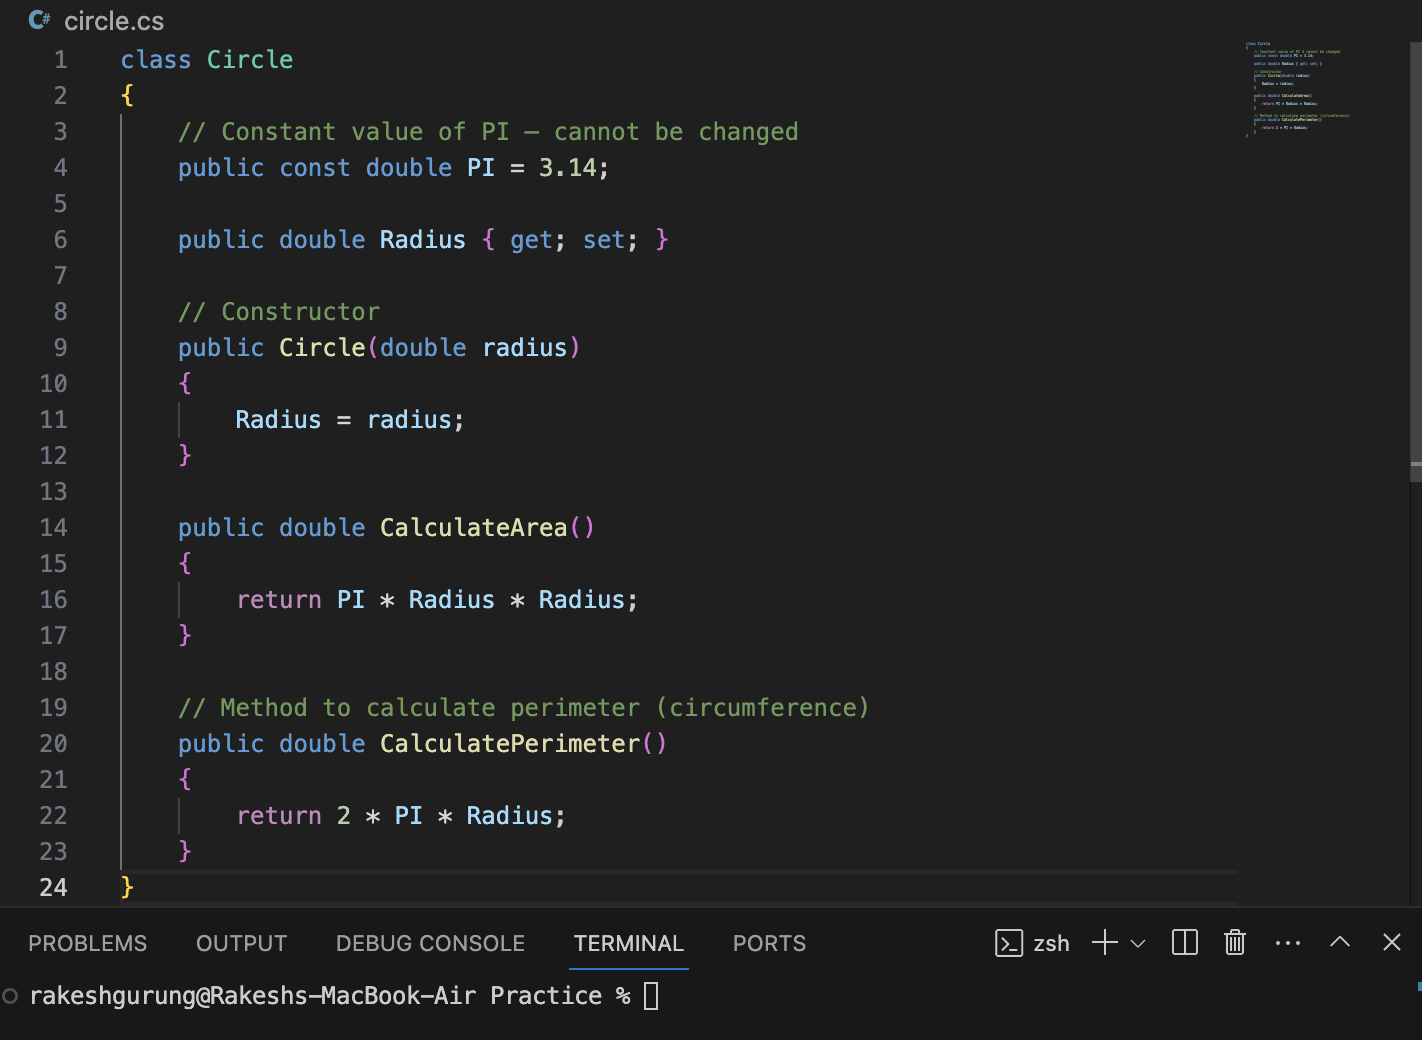 C# circle.cs
1 class Circle
2 {
3     // Constant value of PI – cannot be changed
4     public const double PI = 3.14;
5
6     public double Radius { get; set; }
7
8     // Constructor
9     public Circle(double radius)
10     {
11         Radius = radius;
12     }
13
14     public double CalculateArea()
15     {
16         return PI * Radius * Radius;
17     }
18
19     // Method to calculate perimeter (circumference)
20     public double CalculatePerimeter()
21     {
22         return 2 * PI * Radius;
23     }
24 }
PROBLEMS OUTPUT DEBUG CONSOLE TERMINAL PORTS zsh
rakeshgurung@Rakeshs-MacBook-Air Practice %